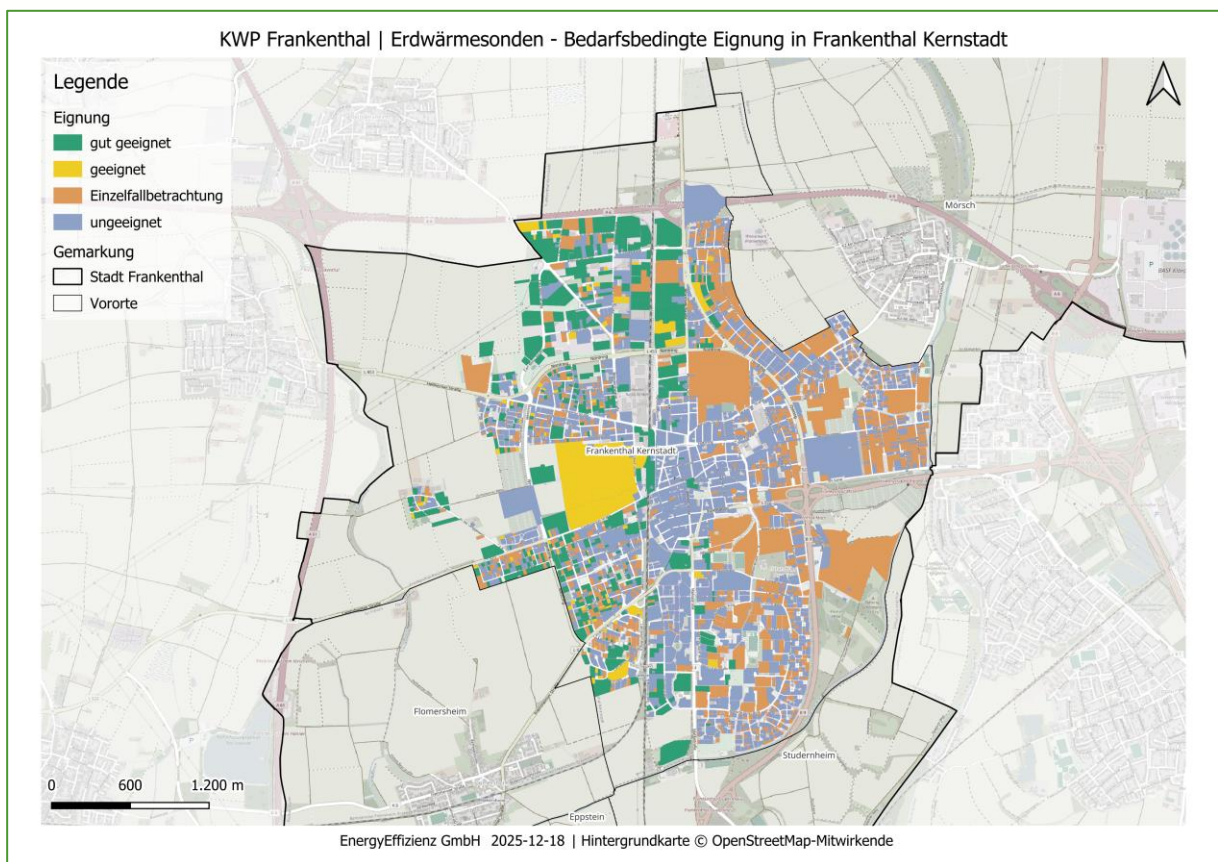 KWP Frankenthal | Erdwärmesonden - Bedarfsbedingte Eignung in Frankenthal Kernstadt
Legende
Eignung
gut geeignet
geeignet
Einzelfallbetrachtung
ungeeignet
Gemarkung
Stadt Frankenthal
Vororte
Mörsch
Frankenthal Kernstadt
Flomersheim
Studernheim
Eppstein
0 600 1.200 m
EnergyEffizienz GmbH 2025-12-18 | Hintergrundkarte © OpenStreetMap-Mitwirkende